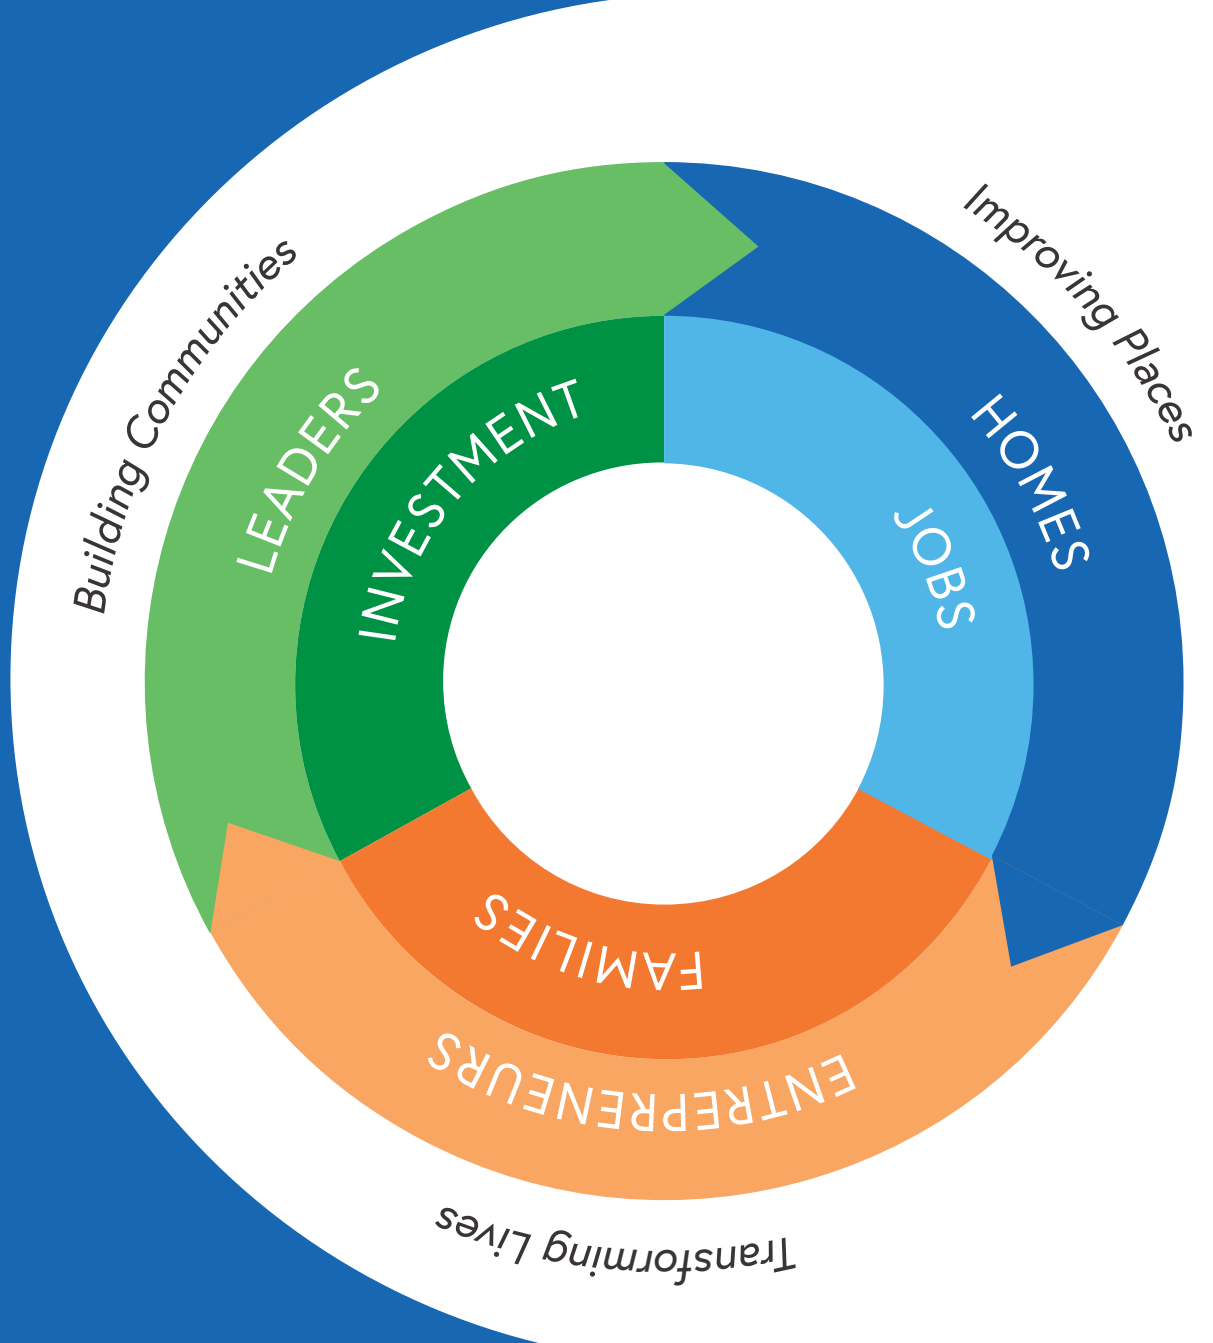 Improving Places
HOMES
JOBS
Transforming Lives
ENTREPRENEURS
FAMILIES
Building Communities
LEADERS
INVESTMENT